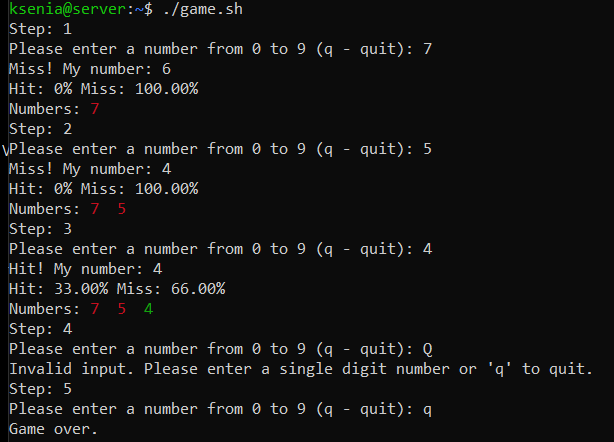 ksenia@server:~$ ./game.sh
Step: 1
Please enter a number from 0 to 9 (q - quit): 7
Miss! My number: 6
Hit: 0% Miss: 100.00%
Numbers: 7
Step: 2
Please enter a number from 0 to 9 (q - quit): 5
Miss! My number: 4
Hit: 0% Miss: 100.00%
Numbers: 7  5
Step: 3
Please enter a number from 0 to 9 (q - quit): 4
Hit! My number: 4
Hit: 33.00% Miss: 66.00%
Numbers: 7  5  4
Step: 4
Please enter a number from 0 to 9 (q - quit): Q
Invalid input. Please enter a single digit number or 'q' to quit.
Step: 5
Please enter a number from 0 to 9 (q - quit): q
Game over.